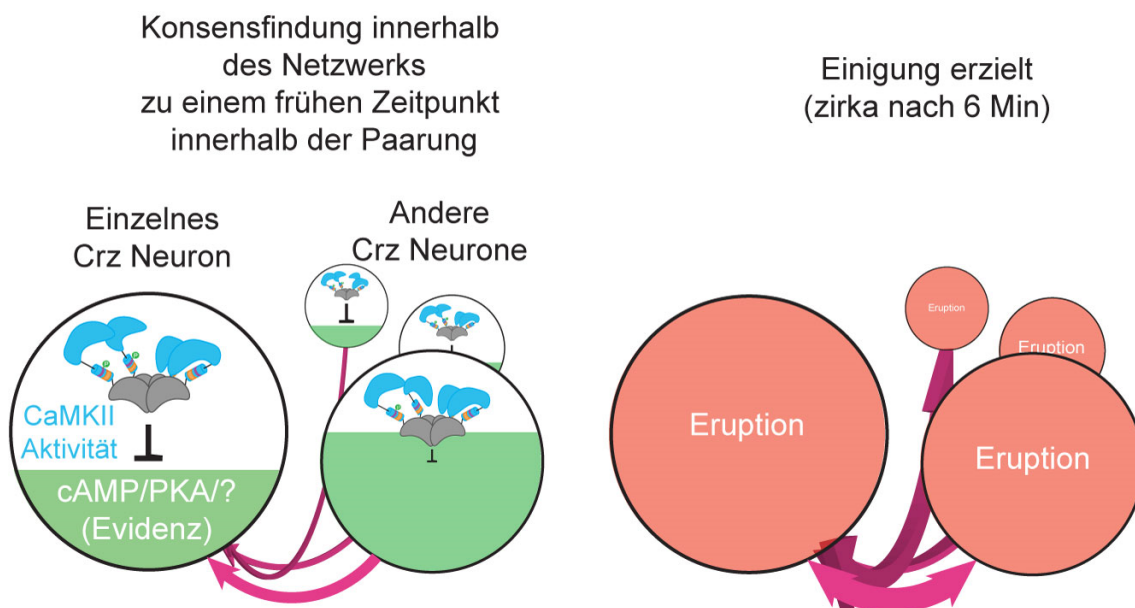 Konsensfindung innerhalb
des Netzwerks
zu einem frühen Zeitpunkt
innerhalb der Paarung
Einigung erzielt
(zirka nach 6 Min)
Einzelnes
Crz Neuron
Andere
Crz Neurone
CaMKII
Aktivität
cAMP/PKA/?
(Evidenz)
Eruption
Eruption
Eruption
Eruption